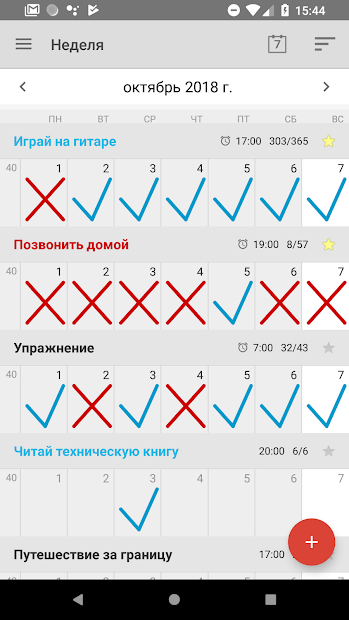 15:44
Неделя
7
октябрь 2018 г.
ПН ВТ СР ЧТ ПТ СБ ВС
Играй на гитаре 17:00 303/365
40 1 2 3 4 5 6 7
Позвонить домой 19:00 8/57
40 1 2 3 4 5 6 7
Упражнение 7:00 32/43
40 1 2 3 4 5 6 7
Читай техническую книгу 20:00 6/6
40 1 2 3 4 5 6 7
+
Путешествие за границу 17:00